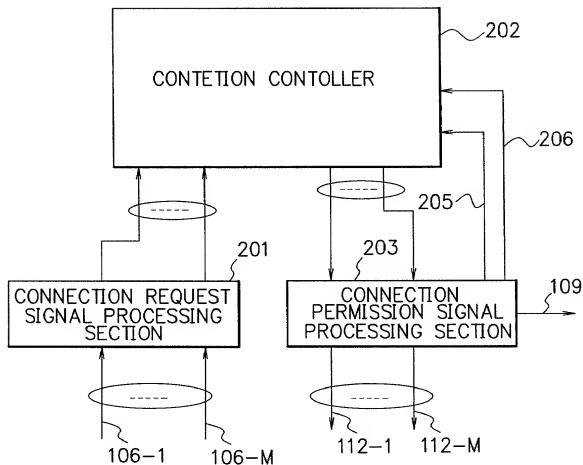 202
CONTETION CONTOLLER
206
205
201
203
CONNECTION REQUEST
SIGNAL PROCESSING
SECTION
CONNECTION
PERMISSION SIGNAL
PROCESSING SECTION
109
106-1
106-M
112-1
112-M